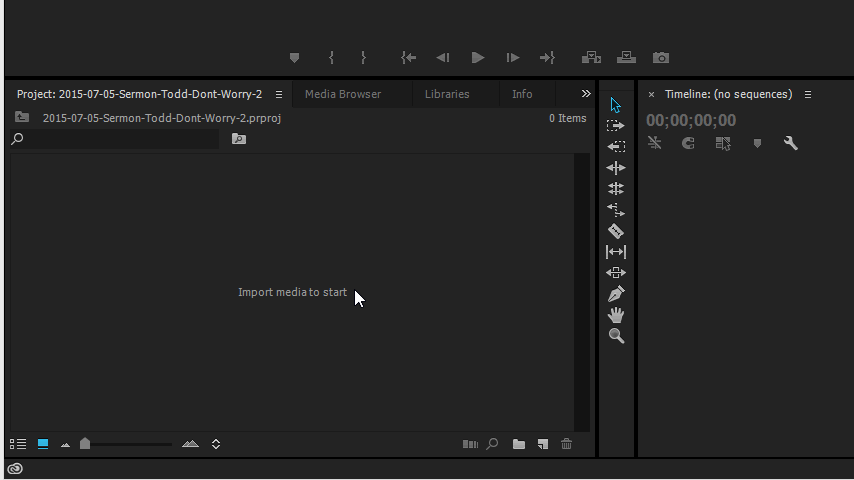 Project: 2015-07-05-Sermon-Todd-Dont-Worry-2
Media Browser
Libraries
Info
Timeline: (no sequences)
2015-07-05-Sermon-Todd-Dont-Worry-2.prproj
0 Items
00;00;00;00
Import media to start